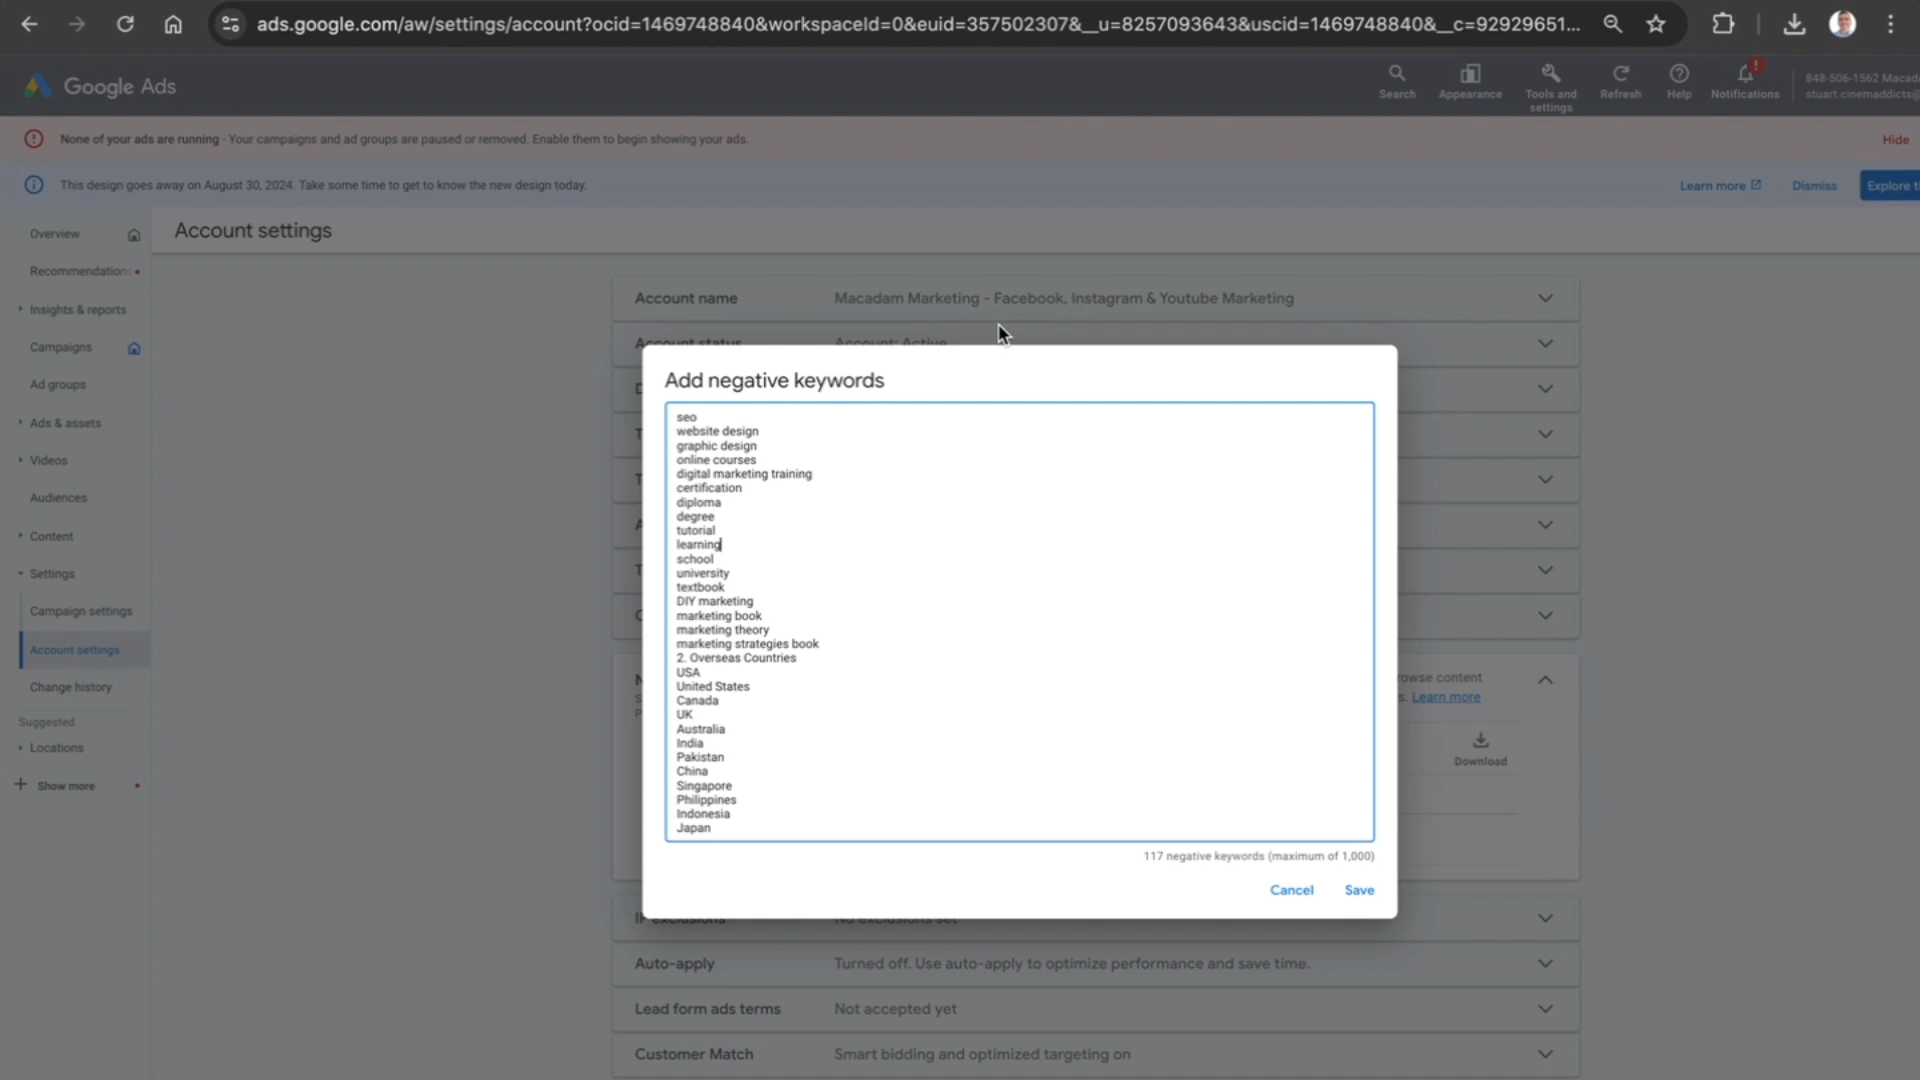 ads.google.com/aw/settings/account?ocid=1469748840&workspaceId=0&euid=357502307&__u=8257093643&uscid=1469748840&__c=92929651...
Google Ads
Search
Appearance
Tools and
settings
Refresh
Help
!
Notifications
848-506-1562 Macad
stuart.cinemaddicts@
None of your ads are running - Your campaigns and ad groups are paused or removed. Enable them to begin showing your ads.
Hide
This design goes away on August 30, 2024. Take some time to get to know the new design today.
Learn more
Dismiss
Explore t
Overview
Recommendation
Insights & reports
Campaigns
Ad groups
Ads & assets
Videos
Audiences
Content
Settings
Campaign settings
Account settings
Change history
Suggested
Locations
Show more
Account settings
Account name
Macadam Marketing - Facebook, Instagram & Youtube Marketing
Account status
Account: Active
Add negative keywords
seo
website design
graphic design
online courses
digital marketing training
certification
diploma
degree
tutorial
learning
school
university
textbook
DIY marketing
marketing book
marketing theory
marketing strategies book
2. Overseas Countries
USA
United States
Canada
UK
Australia
India
Pakistan
China
Singapore
Philippines
Indonesia
Japan
117 negative keywords (maximum of 1,000)
Cancel
Save
rowse content
s. Learn more
Download
IP exclusions
No exclusions set
Auto-apply
Turned off. Use auto-apply to optimize performance and save time.
Lead form ads terms
Not accepted yet
Customer Match
Smart bidding and optimized targeting on